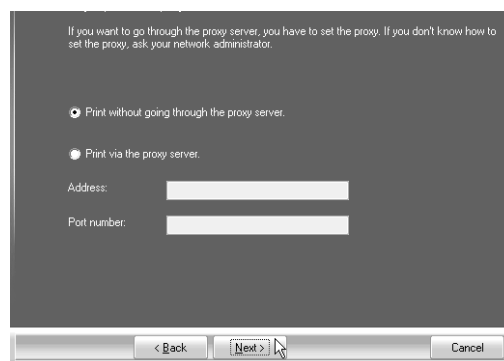 If you want to go through the proxy server, you have to set the proxy. If you don't know how to
set the proxy, ask your network administrator.
Print without going through the proxy server.
Print via the proxy server.
Address:
Port number:
< Back
Next >
Cancel